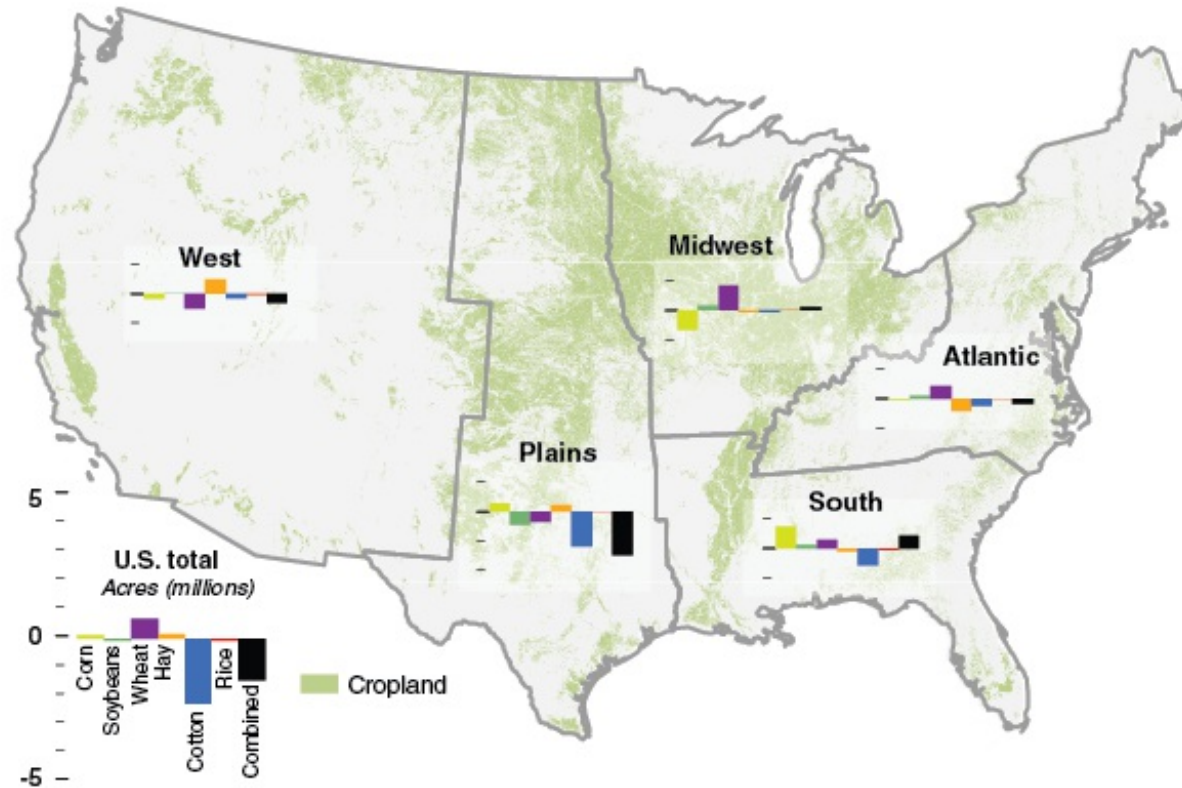 West
Midwest
Atlantic
Plains
South
5
U.S. total
Acres (millions)
0
Corn
Soybeans
Wheat
Hay
Cotton
Rice
Combined
Cropland
-5